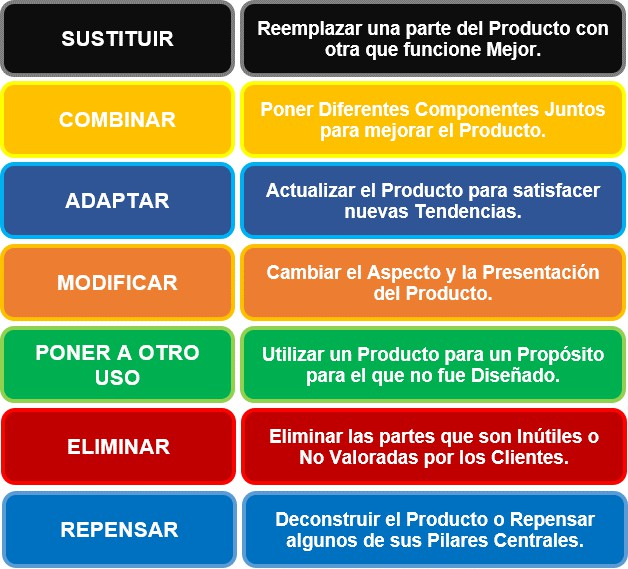 SUSTITUIR
Reemplazar una parte del Producto con
otra que funcione Mejor.
COMBINAR
Poner Diferentes Componentes Juntos
para mejorar el Producto.
ADAPTAR
Actualizar el Producto para satisfacer
nuevas Tendencias.
MODIFICAR
Cambiar el Aspecto y la Presentación
del Producto.
PONER A OTRO
USO
Utilizar un Producto para un Propósito
para el que no fue Diseñado.
ELIMINAR
Eliminar las partes que son Inútiles o
No Valoradas por los Clientes.
REPENSAR
Deconstruir el Producto o Repensar
algunos de sus Pilares Centrales.